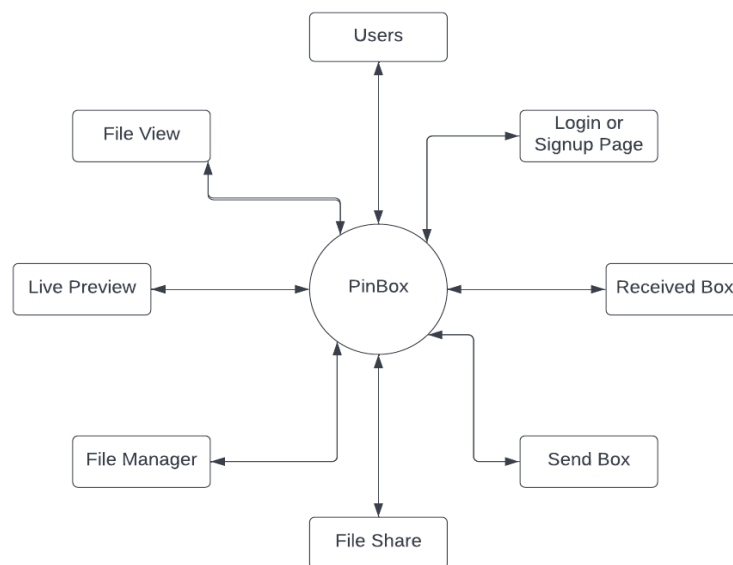 Users
File View
Login or
Signup Page
Live Preview
PinBox
Received Box
File Manager
Send Box
File Share